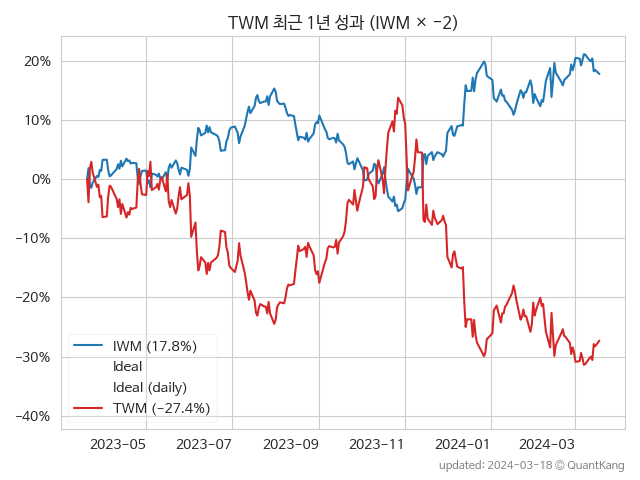 TWM 최근 1년 성과 (IWM × −2)
20%
10%
0%
−10%
−20%
−30%
−40%
IWM (17.8%)
Ideal
Ideal (daily)
TWM (−27.4%)
2023−05
2023−07
2023−09
2023−11
2024−01
2024−03
updated: 2024−03−18 © QuantKang